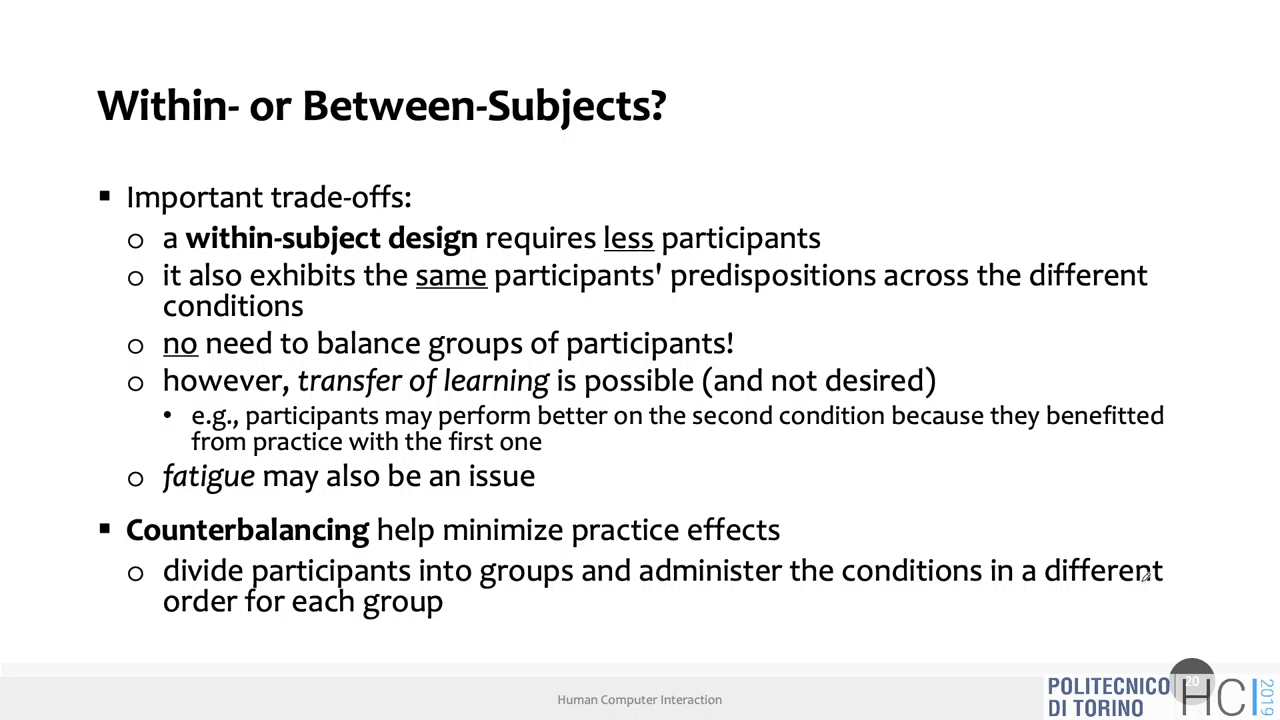 Within- or Between-Subjects?
▪ Important trade-offs:
o a within-subject design requires less participants
o it also exhibits the same participants' predispositions across the different
conditions
o no need to balance groups of participants!
o however, transfer of learning is possible (and not desired)
• e.g., participants may perform better on the second condition because they benefitted
from practice with the first one
o fatigue may also be an issue
▪ Counterbalancing help minimize practice effects
o divide participants into groups and administer the conditions in a different
order for each group
Human Computer Interaction
POLITECNICO
DI TORINO
20
HCI
2019